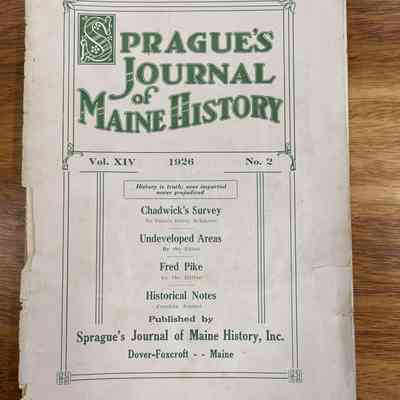 SPRAGUE'S
JOURNAL
of
MAINE HISTORY
Vol. XIV 1926 No. 2
History is truth; ever impartial
never prejudiced
Chadwick's Survey
Undeveloped Areas
By the Editor
Fred Pike
By the Editor
Historical Notes
Published by
Sprague's Journal of Maine History, Inc.
Dover-Foxcroft - - Maine